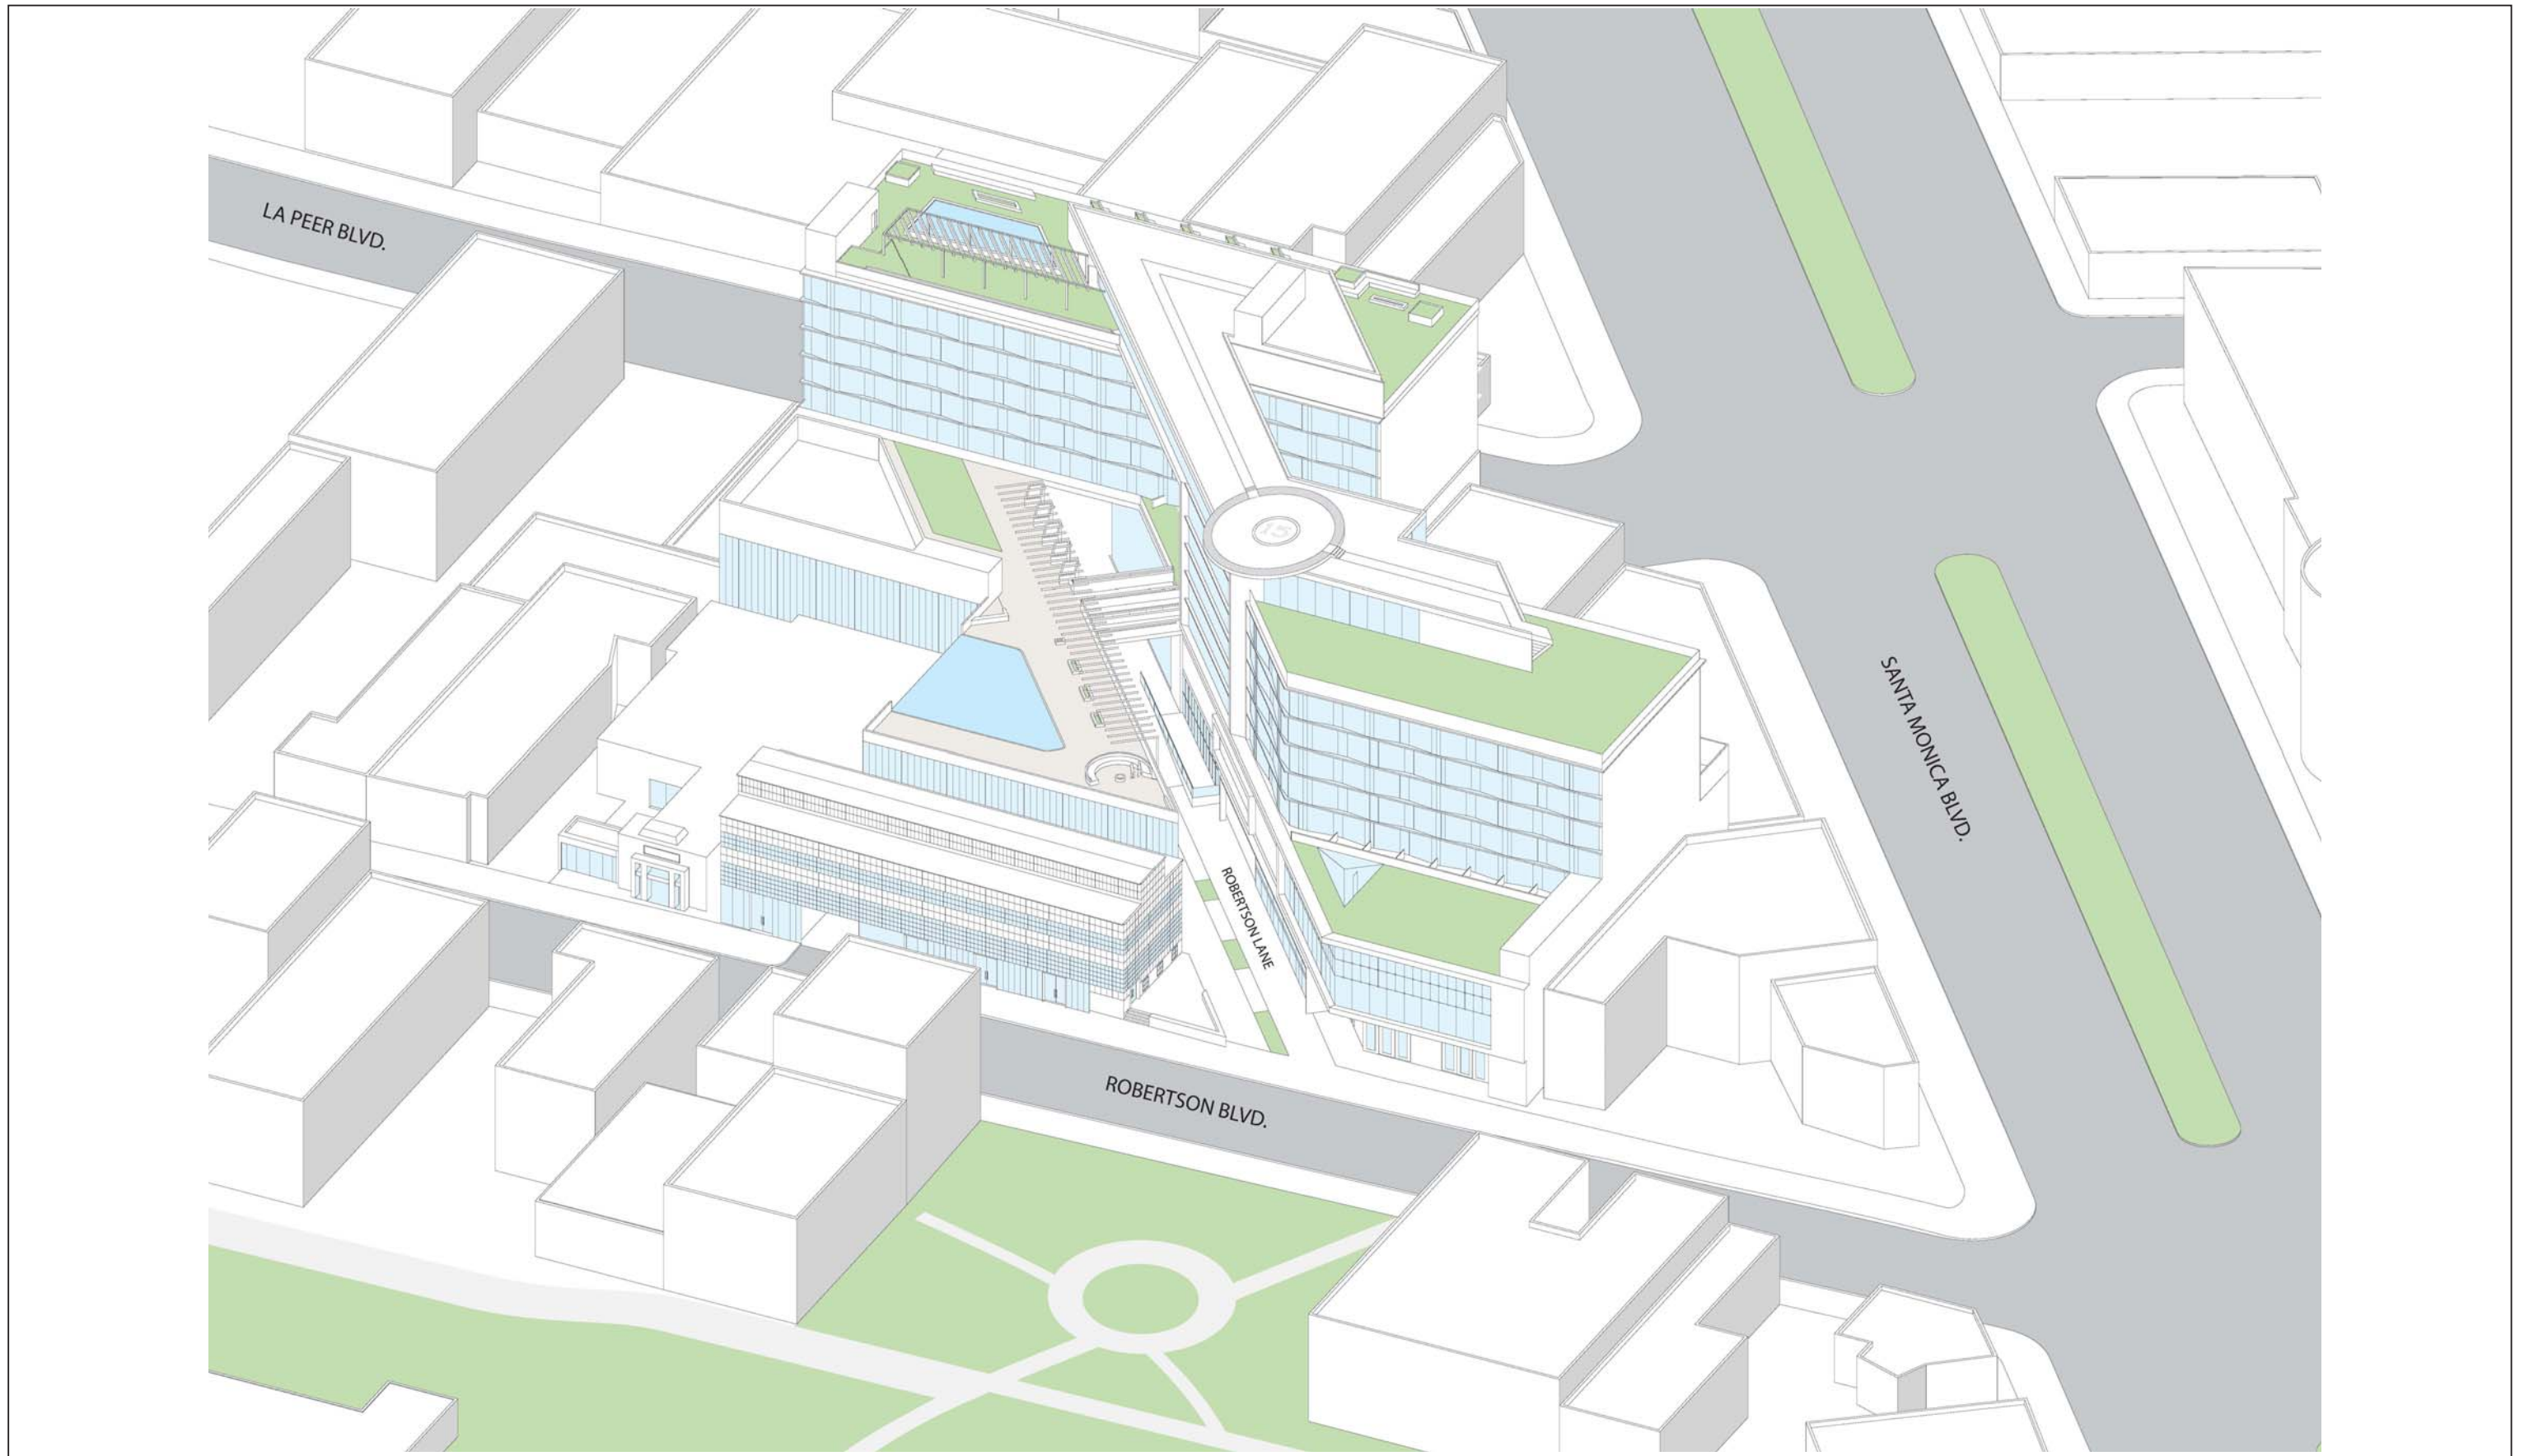 LA PEER BLVD.
SANTA MONICA BLVD.
ROBERTSON LANE
ROBERTSON BLVD.